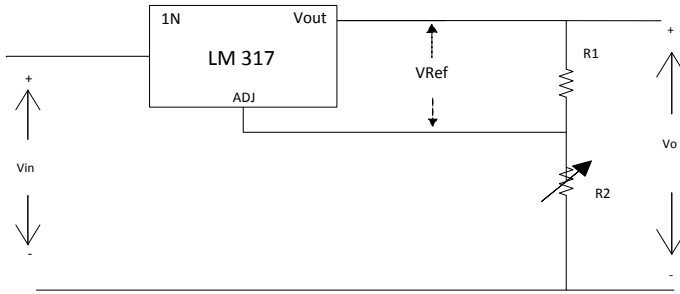 1N
Vout
LM 317
ADJ
VRef
R1
R2
+
Vin
-
+
Vo
-